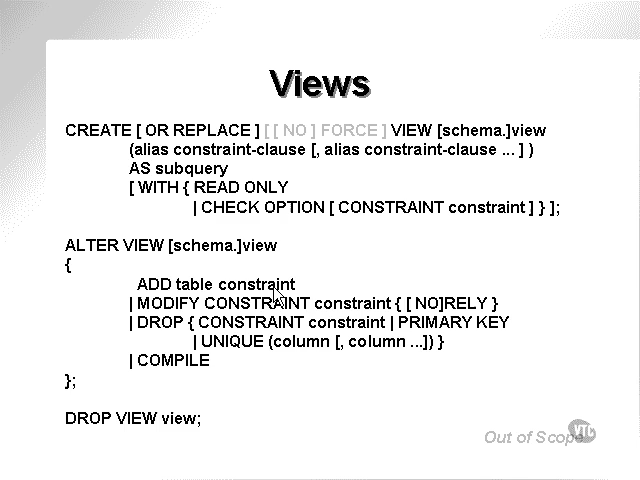 Views
CREATE [ OR REPLACE ] [ [ NO ] FORCE ] VIEW [schema.]view
(alias constraint-clause [, alias constraint-clause ... ] )
AS subquery
[ WITH { READ ONLY
| CHECK OPTION [ CONSTRAINT constraint ] } ];
ALTER VIEW [schema.]view
{
ADD table constraint
| MODIFY CONSTRAINT constraint { [ NO]RELY }
| DROP { CONSTRAINT constraint | PRIMARY KEY
| UNIQUE (column [, column ...]) }
| COMPILE
};
DROP VIEW view;
Out of Scope
VTC